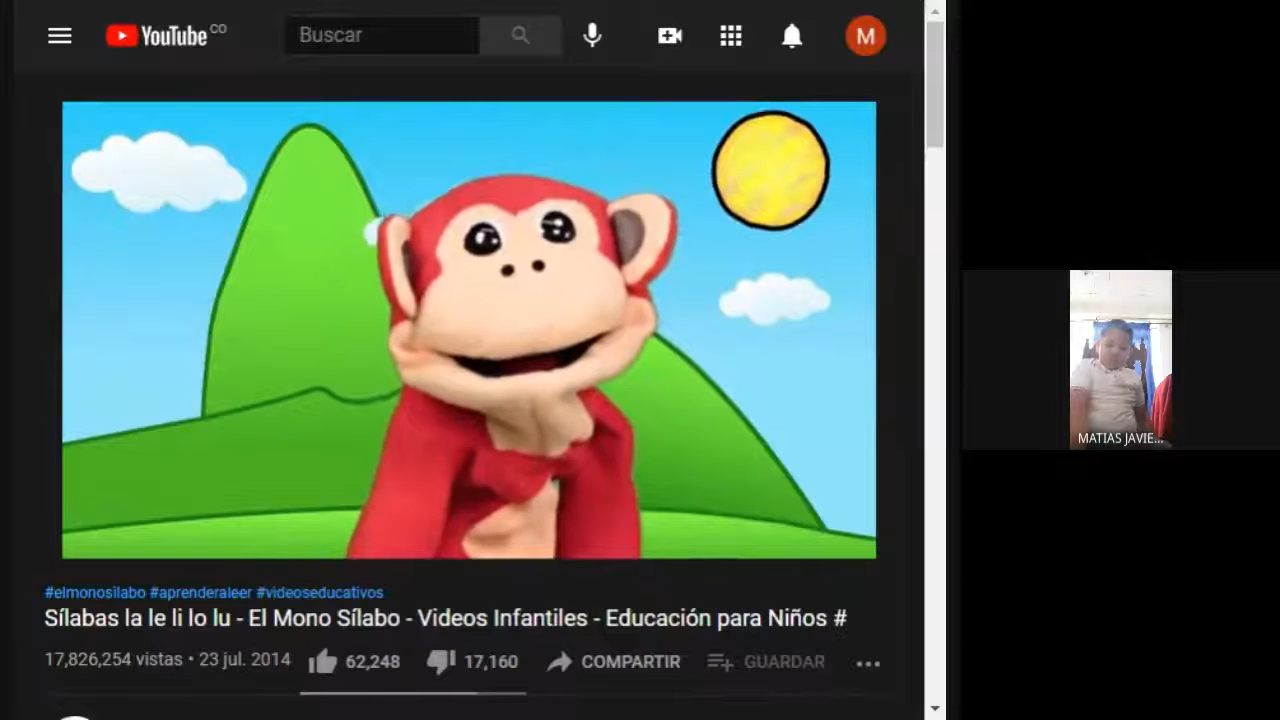 YouTube CO
Buscar
M
#elmonosilabo #aprenderaleer #videoseducativos
Sílabas la le li lo lu - El Mono Sílabo - Videos Infantiles - Educación para Niños #
17,826,254 vistas • 23 jul. 2014
62,248
17,160
COMPARTIR
GUARDAR
MATIAS JAVIE...